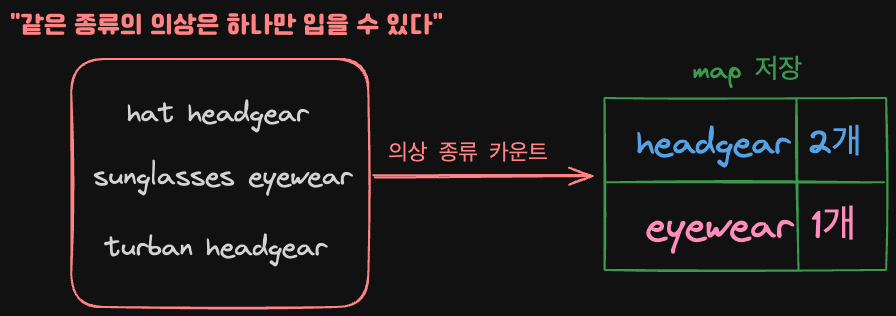 "같은 종류의 의상은 하나만 입을 수 있다"
hat headgear
sunglasses eyewear
turban headgear
의상 종류 카운트
map 저장
headgear 2개
eyewear 1개